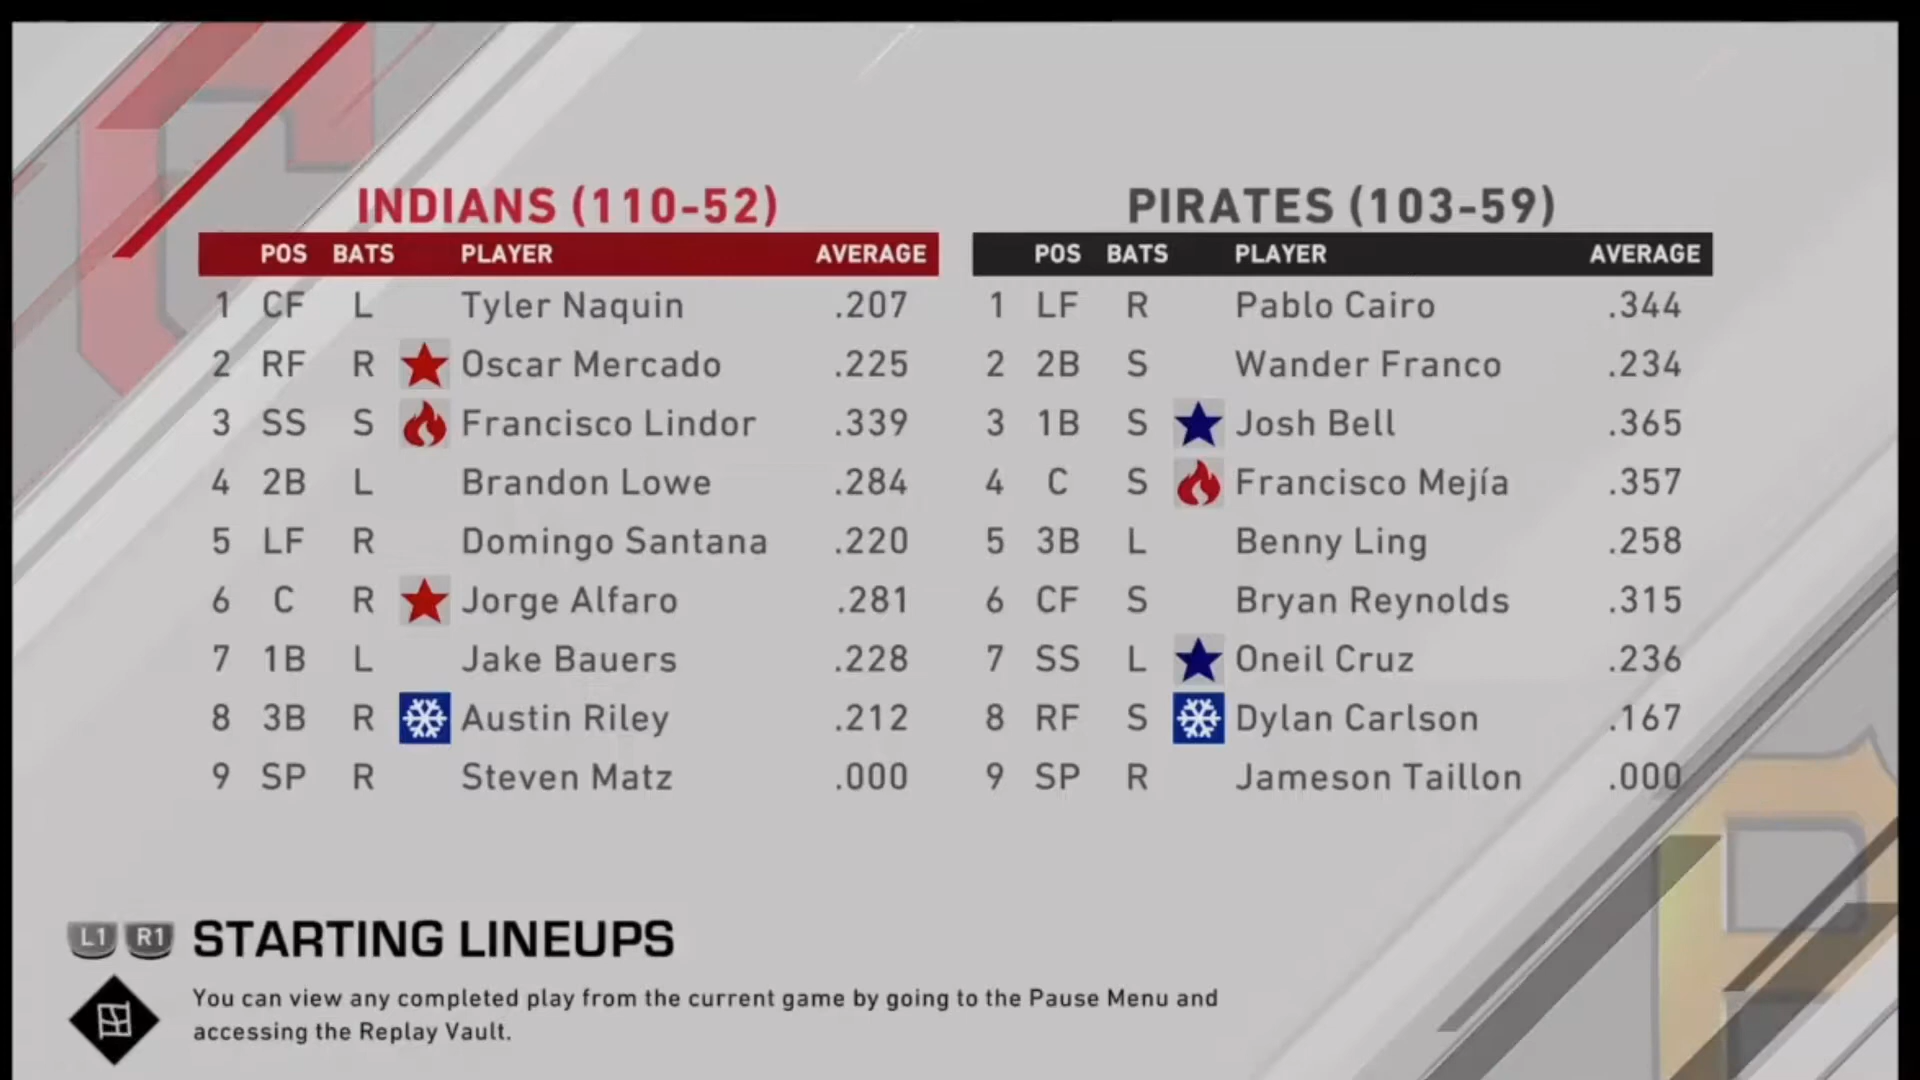 INDIANS (110-52)
POS BATS PLAYER AVERAGE
1 CF L Tyler Naquin .207
2 RF R Oscar Mercado .225
3 SS S Francisco Lindor .339
4 2B L Brandon Lowe .284
5 LF R Domingo Santana .220
6 C R Jorge Alfaro .281
7 1B L Jake Bauers .228
8 3B R Austin Riley .212
9 SP R Steven Matz .000
PIRATES (103-59)
POS BATS PLAYER AVERAGE
1 LF R Pablo Cairo .344
2 2B S Wander Franco .234
3 1B S Josh Bell .365
4 C S Francisco Mejía .357
5 3B L Benny Ling .258
6 CF S Bryan Reynolds .315
7 SS L Oneil Cruz .236
8 RF S Dylan Carlson .167
9 SP R Jameson Taillon .000
L1 R1 STARTING LINEUPS
You can view any completed play from the current game by going to the Pause Menu and
accessing the Replay Vault.